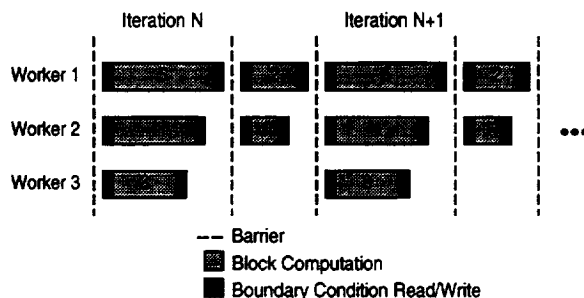 Iteration N Iteration N+1
Worker 1
Worker 2
•••
Worker 3
Barrier
Block Computation
Boundary Condition Read/Write